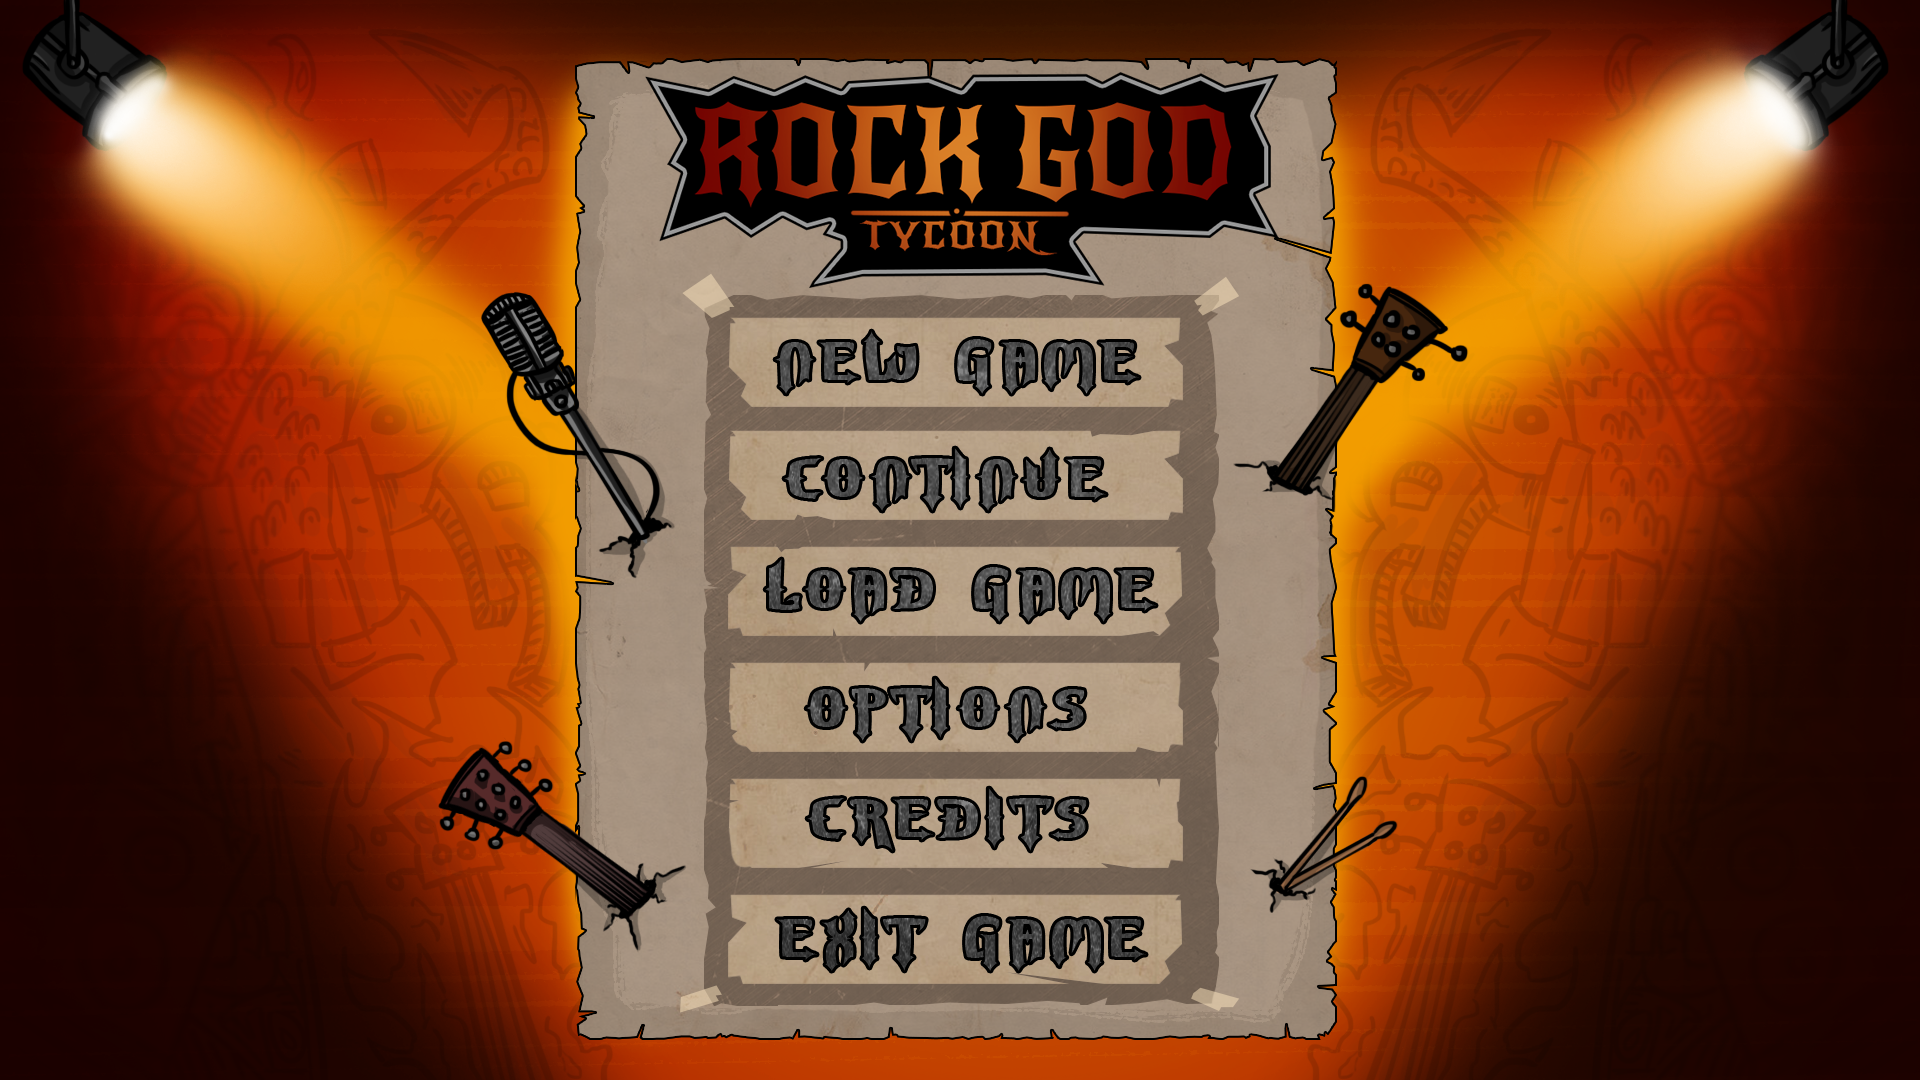 ROCK GOD
TYCOON
NEW GAME
CONTINUE
LOAD GAME
OPTIONS
CREDITS
EXIT GAME